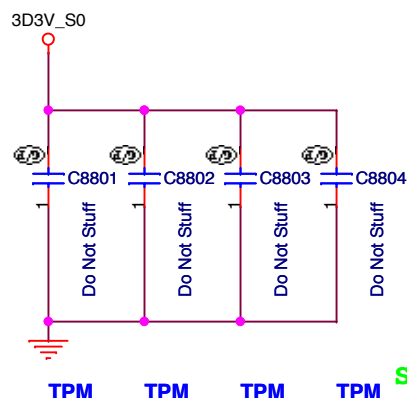 3D3V_S0
C8801 C8802 C8803 C8804
1 1 1 1
Do Not Stuff Do Not Stuff Do Not Stuff Do Not Stuff
S
TPM TPM TPM TPM